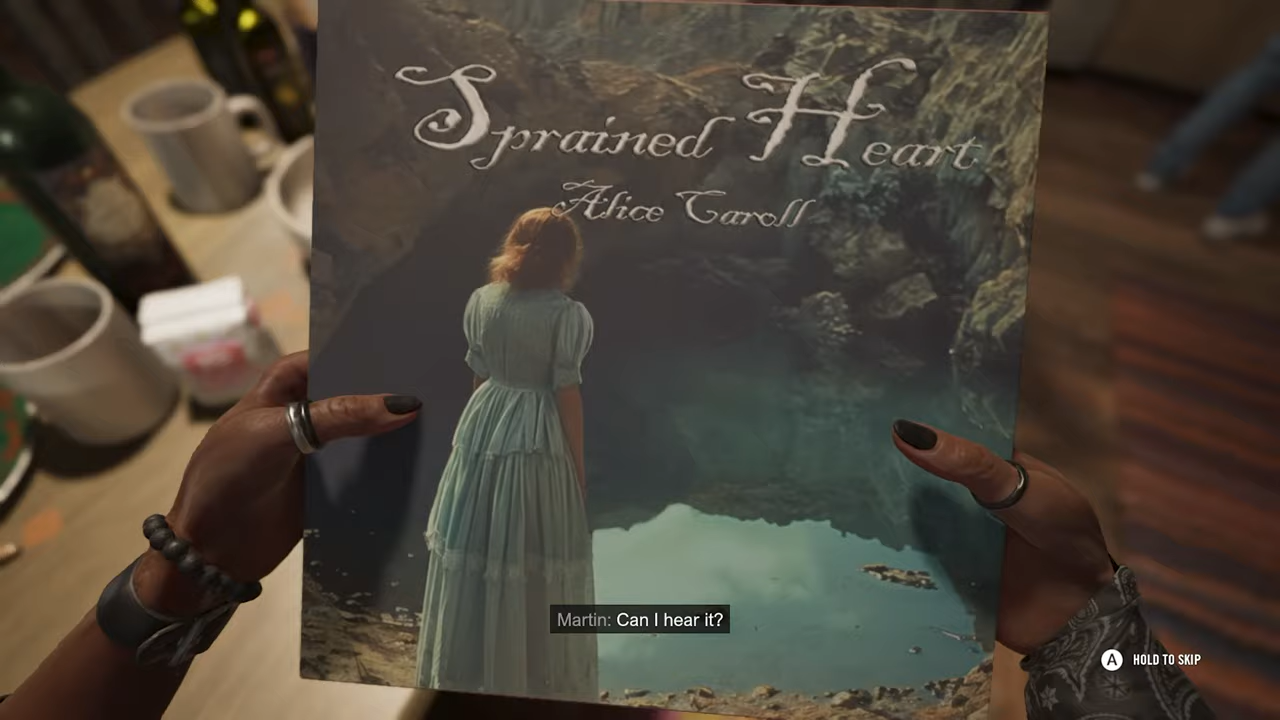 Sprained Heart
Alice Caroll
Martin: Can I hear it?
A HOLD TO SKIP